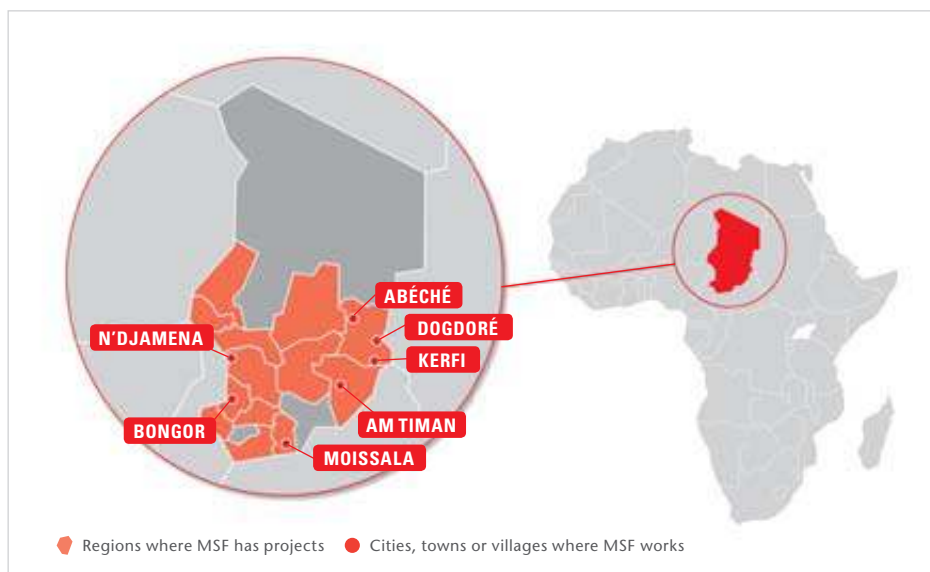 ABÉCHÉ
DOGDORÉ
N'DJAMENA
KERFI
AM TIMAN
BONGOR
MOISSALA
Regions where MSF has projects
Cities, towns or villages where MSF works